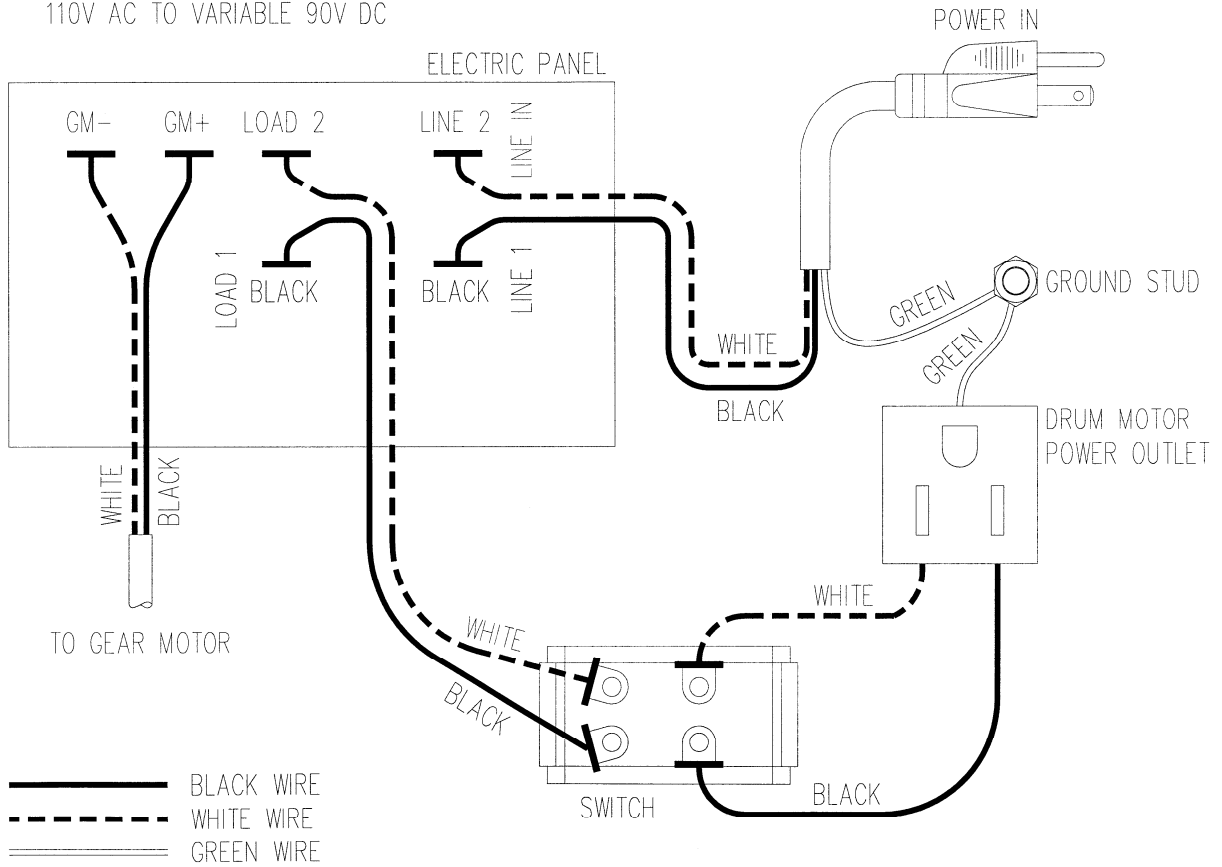 110V AC TO VARIABLE 90V DC
POWER IN
ELECTRIC PANEL
GM-
GM+
LOAD 2
LINE 2
LINE IN
LOAD 1
BLACK
BLACK
LINE 1
GREEN
GROUND STUD
WHITE
GREEN
BLACK
DRUM MOTOR
POWER OUTLET
WHITE
BLACK
WHITE
TO GEAR MOTOR
WHITE
BLACK
BLACK WIRE
SWITCH
BLACK
WHITE WIRE
GREEN WIRE